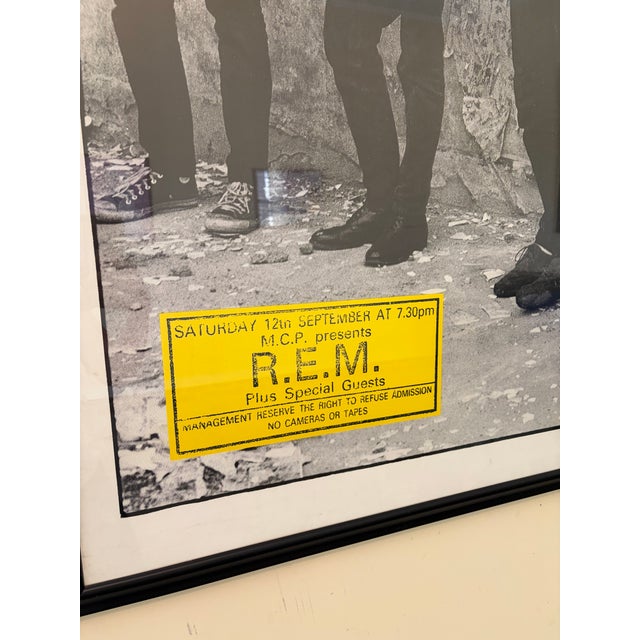 SATURDAY 12th SEPTEMBER AT 7.30pm
M.C.P. presents
R.E.M.
Plus Special Guests
MANAGEMENT RESERVE THE RIGHT TO REFUSE ADMISSION
NO CAMERAS OR TAPES